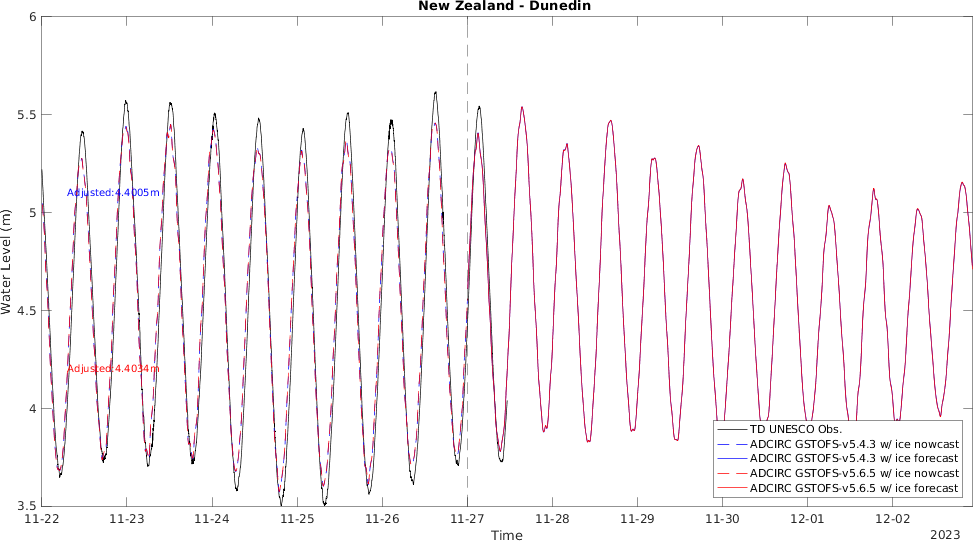 New Zealand - Dunedin
6
5.5
5
4.5
4
3.5
Water Level (m)
Adjusted:4.4005m
Adjusted:4.4034m
TD UNESCO Obs.
ADCIRC GSTOFS-v5.4.3 w/ ice nowcast
ADCIRC GSTOFS-v5.4.3 w/ ice forecast
ADCIRC GSTOFS-v5.6.5 w/ ice nowcast
ADCIRC GSTOFS-v5.6.5 w/ ice forecast
11-22 11-23 11-24 11-25 11-26 11-27 11-28 11-29 11-30 12-01 12-02
Time
2023